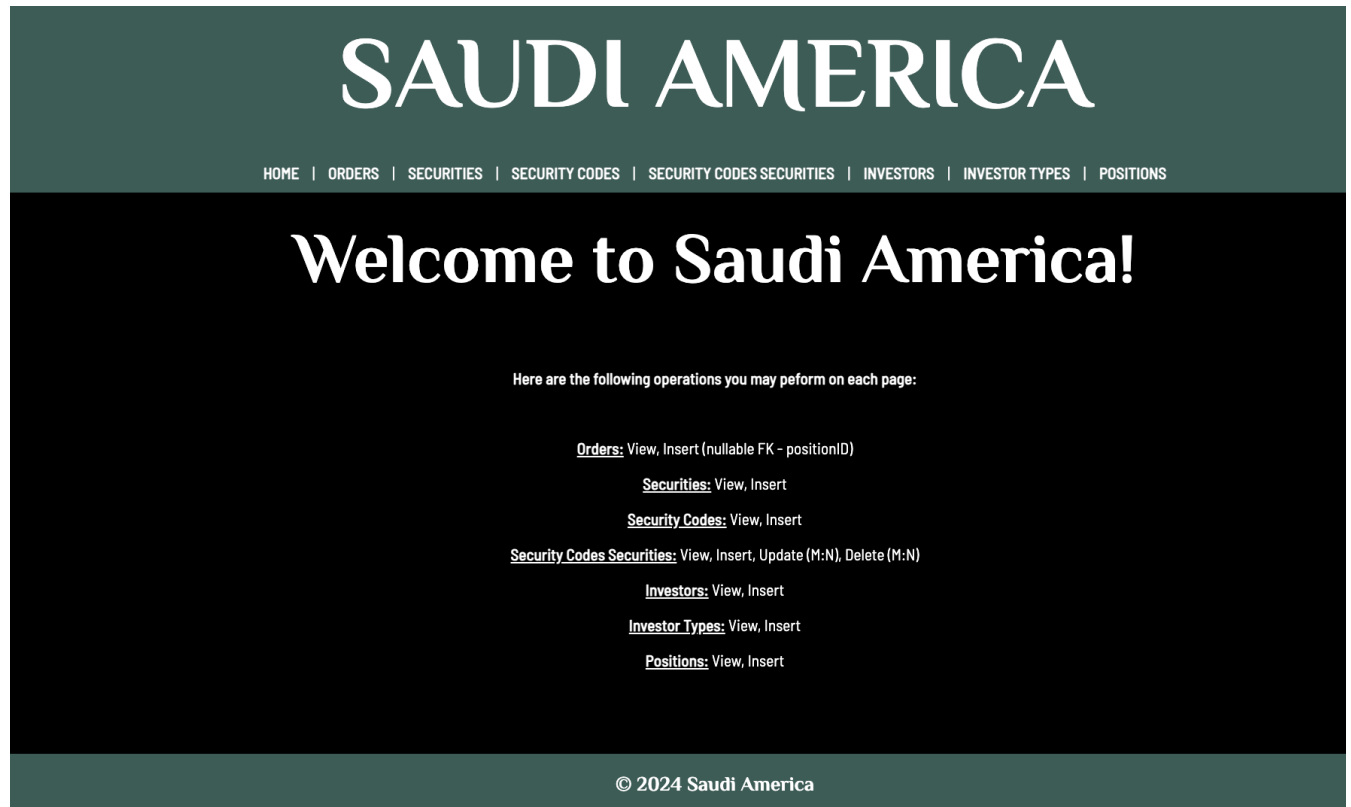 SAUDI AMERICA
HOME | ORDERS | SECURITIES | SECURITY CODES | SECURITY CODES SECURITIES | INVESTORS | INVESTOR TYPES | POSITIONS
Welcome to Saudi America!
Here are the following operations you may peform on each page:
Orders: View, Insert (nullable FK - positionID)
Securities: View, Insert
Security Codes: View, Insert
Security Codes Securities: View, Insert, Update (M:N), Delete (M:N)
Investors: View, Insert
Investor Types: View, Insert
Positions: View, Insert
© 2024 Saudi America